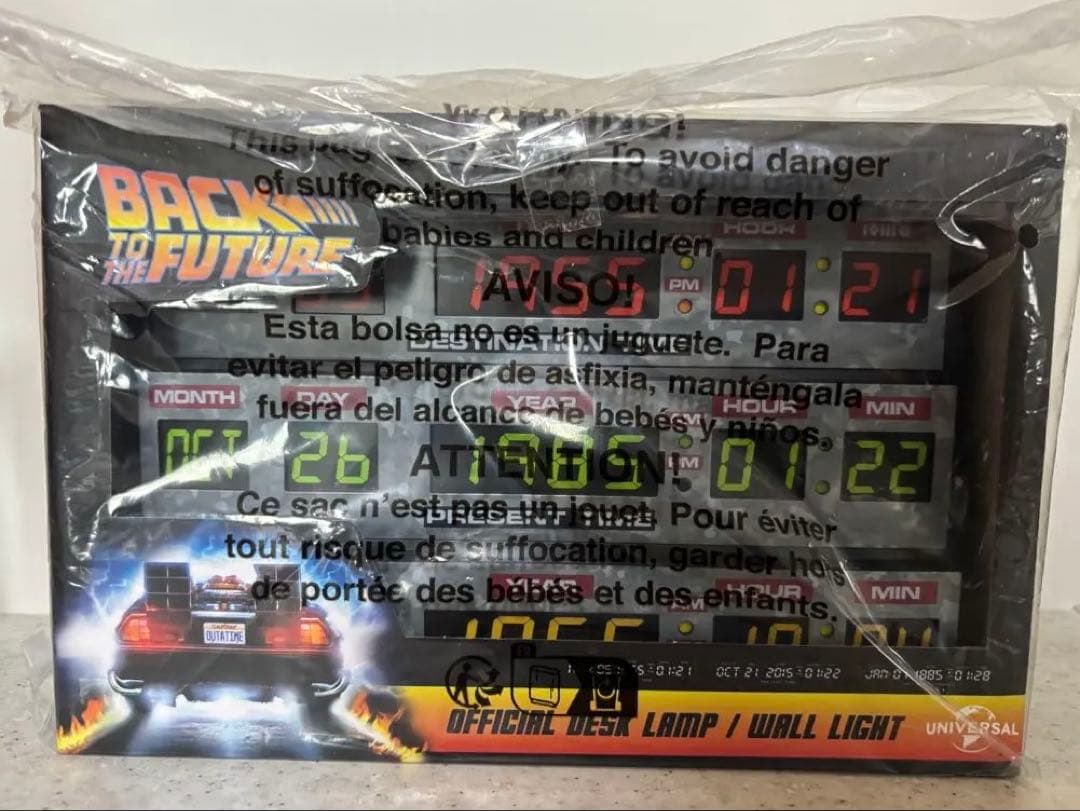 WARNING!
This bag To avoid danger
of suffocation, keep out of reach of
babies and children
AVISO!
Esta bolsa no es un juguete. Para
evitar el peligro de asfixia, manténgala
fuera del alcance de bebés y niños.
ATTENTION!
Ce sac n'est pas un jouet. Pour éviter
tout risque de suffocation, garder hors
de portée des bébés et des enfants.
BACK
TO
THE FUTURE
HOUR
1955 PM 01 21
DESTINATION TIME
MONTH DAY YEAR HOUR MIN
AM
OCT 26 1985 PM 01 22
PRESENT TIME
YEAR HOUR MIN
AM
OUTATIME
OCT 21 2015 01:22
1885 01:28
OFFICIAL DESK LAMP / WALL LIGHT
UNIVERSAL